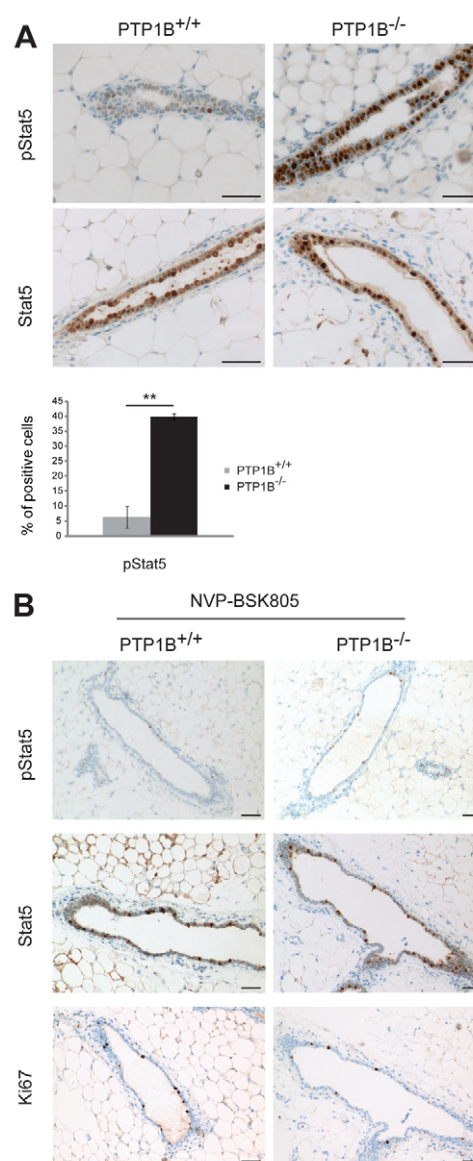 A
PTP1B+/+ PTP1B-/-
pStat5
Stat5
% of positive cells
45
40
35
30
25
20
15
10
5
0
**
PTP1B+/+
PTP1B-/-
pStat5
B
NVP-BSK805
PTP1B+/+ PTP1B-/-
pStat5
Stat5
Ki67